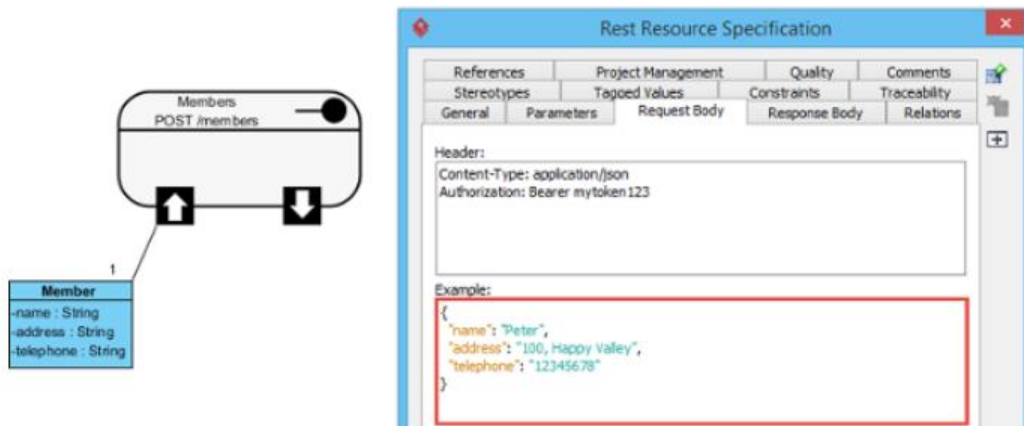 Members
POST /members
1
Member
-name : String
-address : String
-telephone : String
Rest Resource Specification
References Project Management Quality Comments
Stereotypes Tagged Values Constraints Traceability
General Parameters Request Body Response Body Relations
Header:
Content-Type: application/json
Authorization: Bearer mytoken123
Example:
{
"name": "Peter",
"address": "100, Happy Valley",
"telephone": "12345678"
}